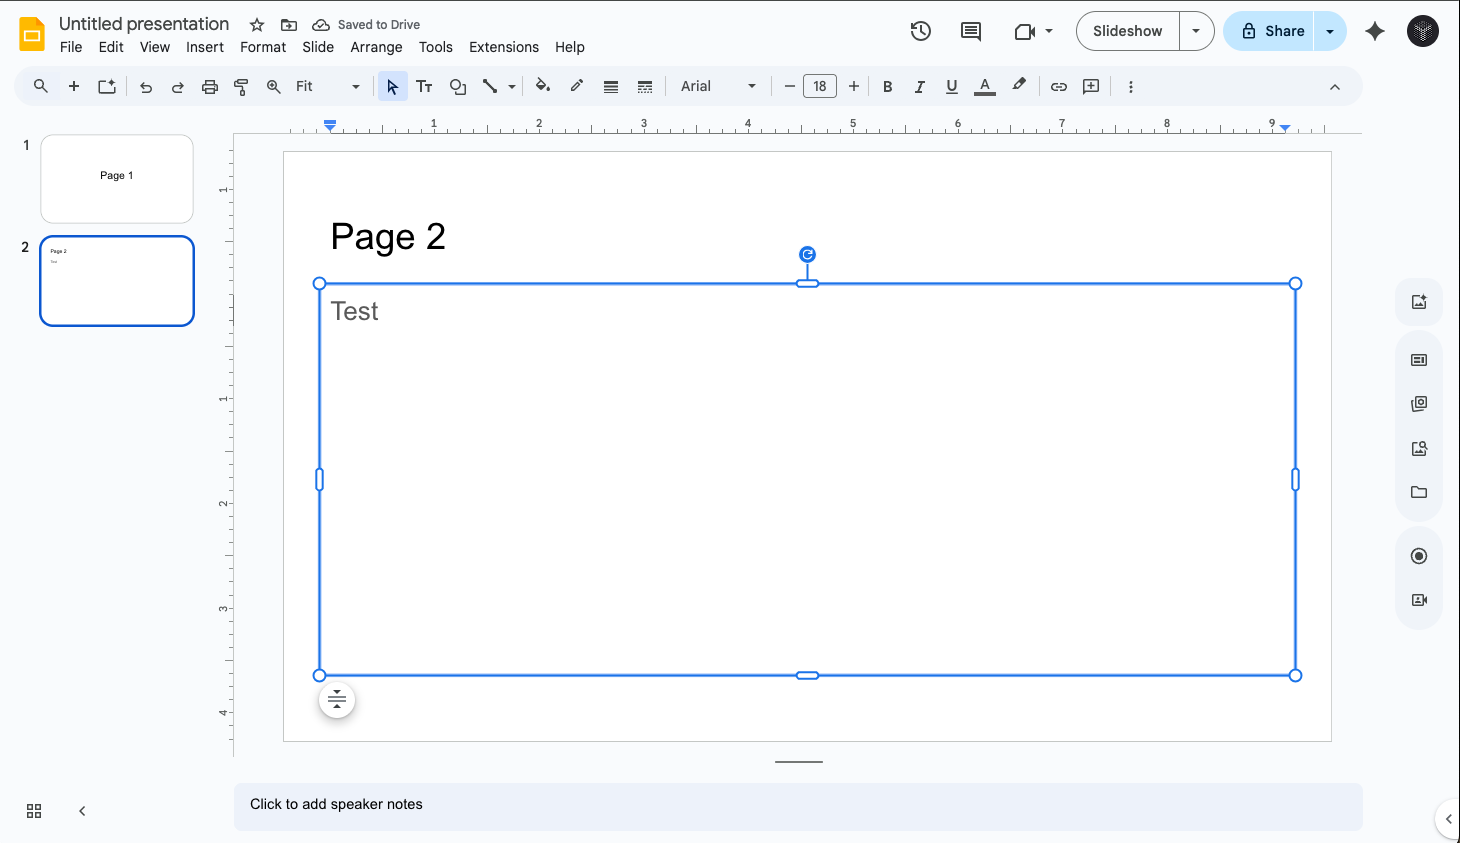 Untitled presentation
Saved to Drive
File Edit View Insert Format Slide Arrange Tools Extensions Help
Slideshow
Share
Fit
Arial
18
B I U A
1 2 3 4 5 6 7 8 9
1
Page 1
2
Page 2
Test
1
1
2
3
4
Page 2
Test
Click to add speaker notes